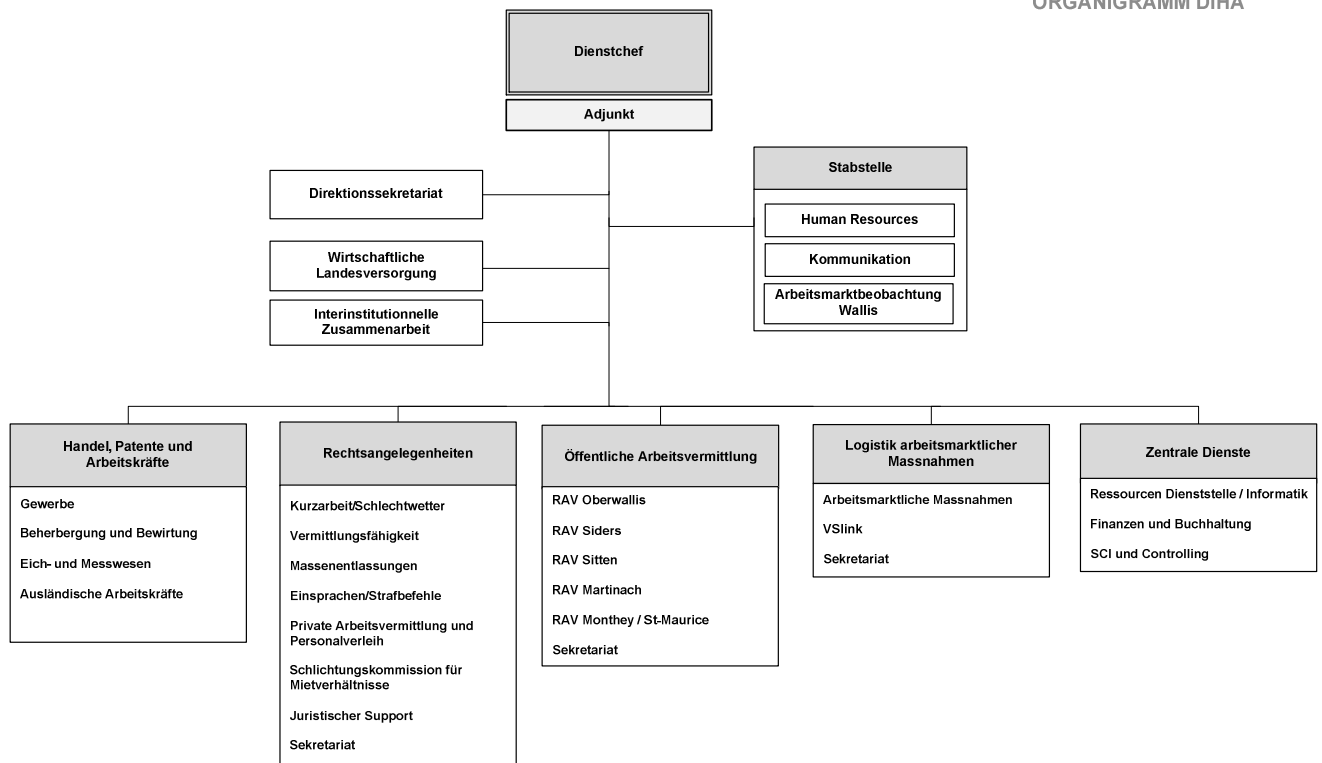 ORGANIGRAMM DIHA
Dienstchef
Adjunkt
Direktionssekretariat
Wirtschaftliche
Landesversorgung
Interinstitutionnelle
Zusammenarbeit
Stabstelle
Human Resources
Kommunikation
Arbeitsmarktbeobachtung
Wallis
Handel, Patente und
Arbeitskräfte
Gewerbe
Beherbergung und Bewirtung
Eich- und Messwesen
Ausländische Arbeitskräfte
Rechtsangelegenheiten
Kurzarbeit/Schlechtwetter
Vermittlungsfähigkeit
Massenentlassungen
Einsprachen/Strafbefehle
Private Arbeitsvermittlung und
Personalverleih
Schlichtungskommission für
Mietverhältnisse
Juristischer Support
Sekretariat
Öffentliche Arbeitsvermittlung
RAV Oberwallis
RAV Siders
RAV Sitten
RAV Martinach
RAV Monthey / St-Maurice
Sekretariat
Logistik arbeitsmarktlicher
Massnahmen
Arbeitsmarktliche Massnahmen
VSlink
Sekretariat
Zentrale Dienste
Ressourcen Dienststelle / Informatik
Finanzen und Buchhaltung
SCI und Controlling